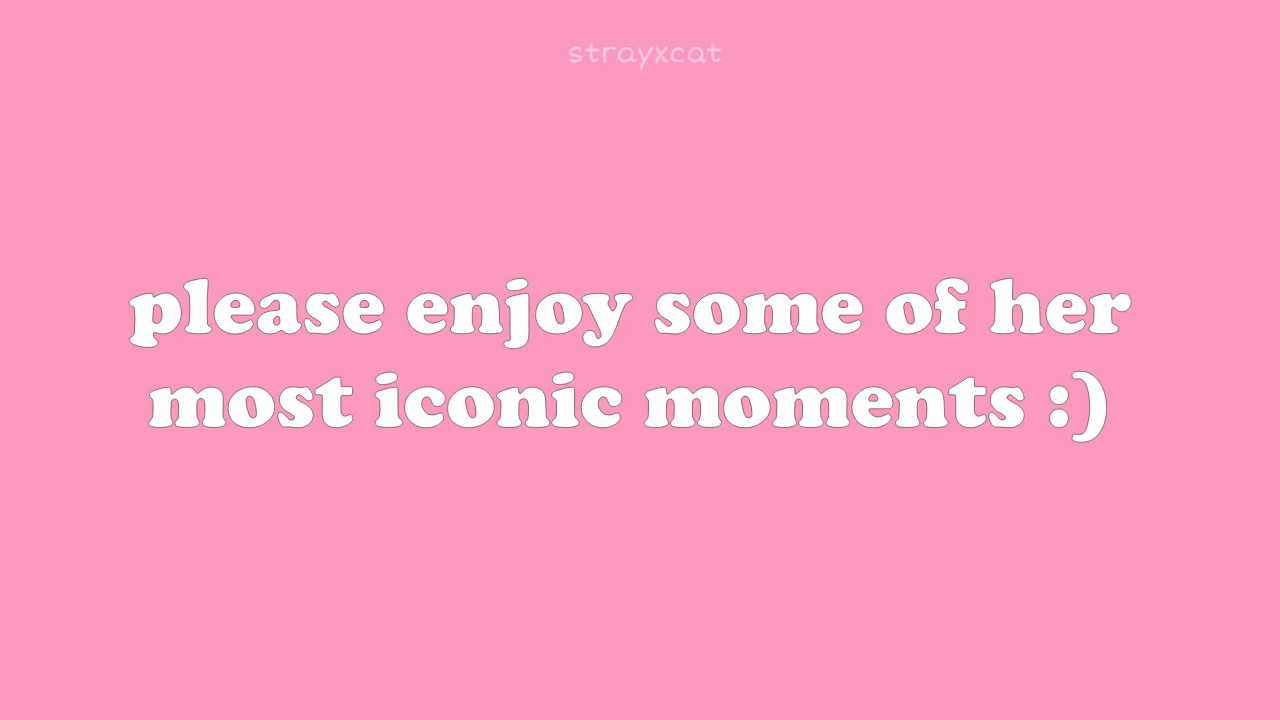 strayxcat
please enjoy some of her
most iconic moments :)